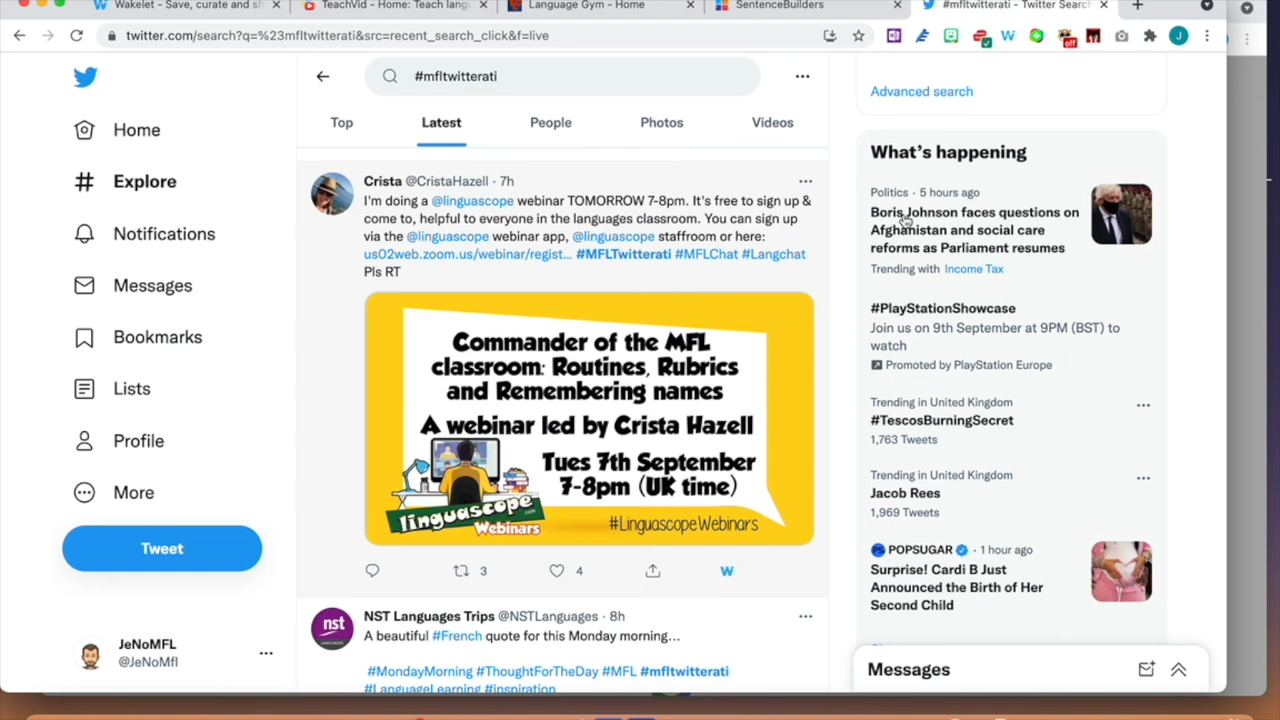 Wakelet - Save, curate and sh
TeachVid - Home: Teach lang
Language Gym - Home
SentenceBuilders
#mfltwitterati - Twitter Search
twitter.com/search?q=%23mfltwitterati&src=recent_search_click&f=live
off
J
Home
Explore
Notifications
Messages
Bookmarks
Lists
Profile
More
Tweet
JeNoMFL
@JeNoMfl
#mfltwitterati
Top
Latest
People
Photos
Videos
Crista @CristaHazell · 7h
I'm doing a @linguascope webinar TOMORROW 7-8pm. It's free to sign up &
come to, helpful to everyone in the languages classroom. You can sign up
via the @linguascope webinar app, @linguascope staffroom or here:
us02web.zoom.us/webinar/regist... #MFLTwitterati #MFLChat #Langchat
Pls RT
Commander of the MFL
classroom: Routines, Rubrics
and Remembering names
A webinar led by Crista Hazell
Tues 7th September
7-8pm (UK time)
linguascope.com
Webinars
#LinguascopeWebinars
3
4
W
nst
LANGUAGES
NST Languages Trips @NSTLanguages · 8h
A beautiful #French quote for this Monday morning...
#MondayMorning #ThoughtForTheDay #MFL #mfltwitterati
#LanguageLearning #inspiration
Advanced search
What's happening
Politics · 5 hours ago
Boris Johnson faces questions on
Afghanistan and social care
reforms as Parliament resumes
Trending with Income Tax
#PlayStationShowcase
Join us on 9th September at 9PM (BST) to
watch
Promoted by PlayStation Europe
Trending in United Kingdom
#TescosBurningSecret
1,763 Tweets
Trending in United Kingdom
Jacob Rees
1,969 Tweets
POPSUGAR · 1 hour ago
Surprise! Cardi B Just
Announced the Birth of Her
Second Child
Messages